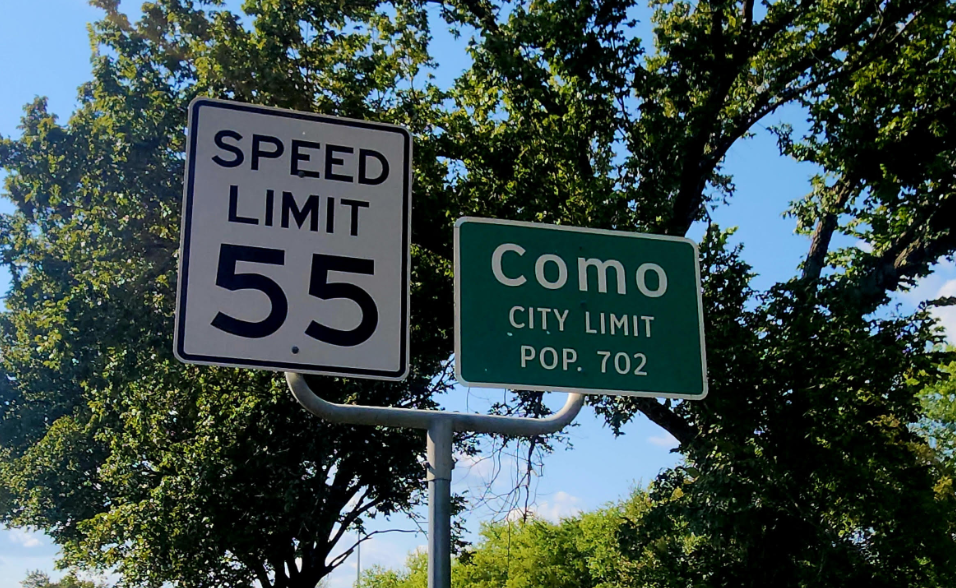 SPEED
LIMIT
55
Como
CITY LIMIT
POP. 702